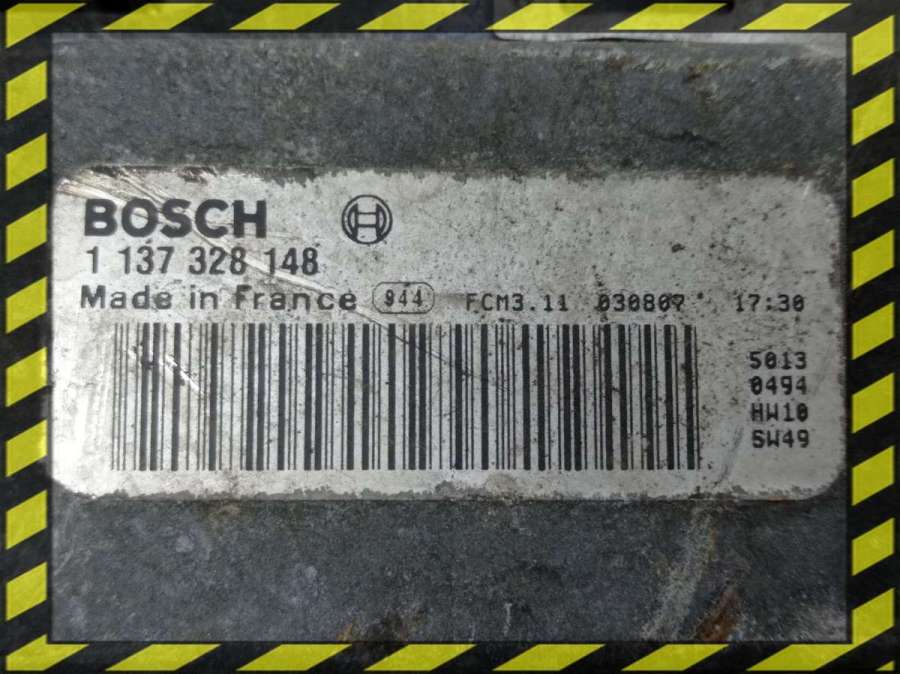 BOSCH
1 137 328 148
Made in France 944 FCM3.11 030807 17:30
5013
0494
HW10
SW49